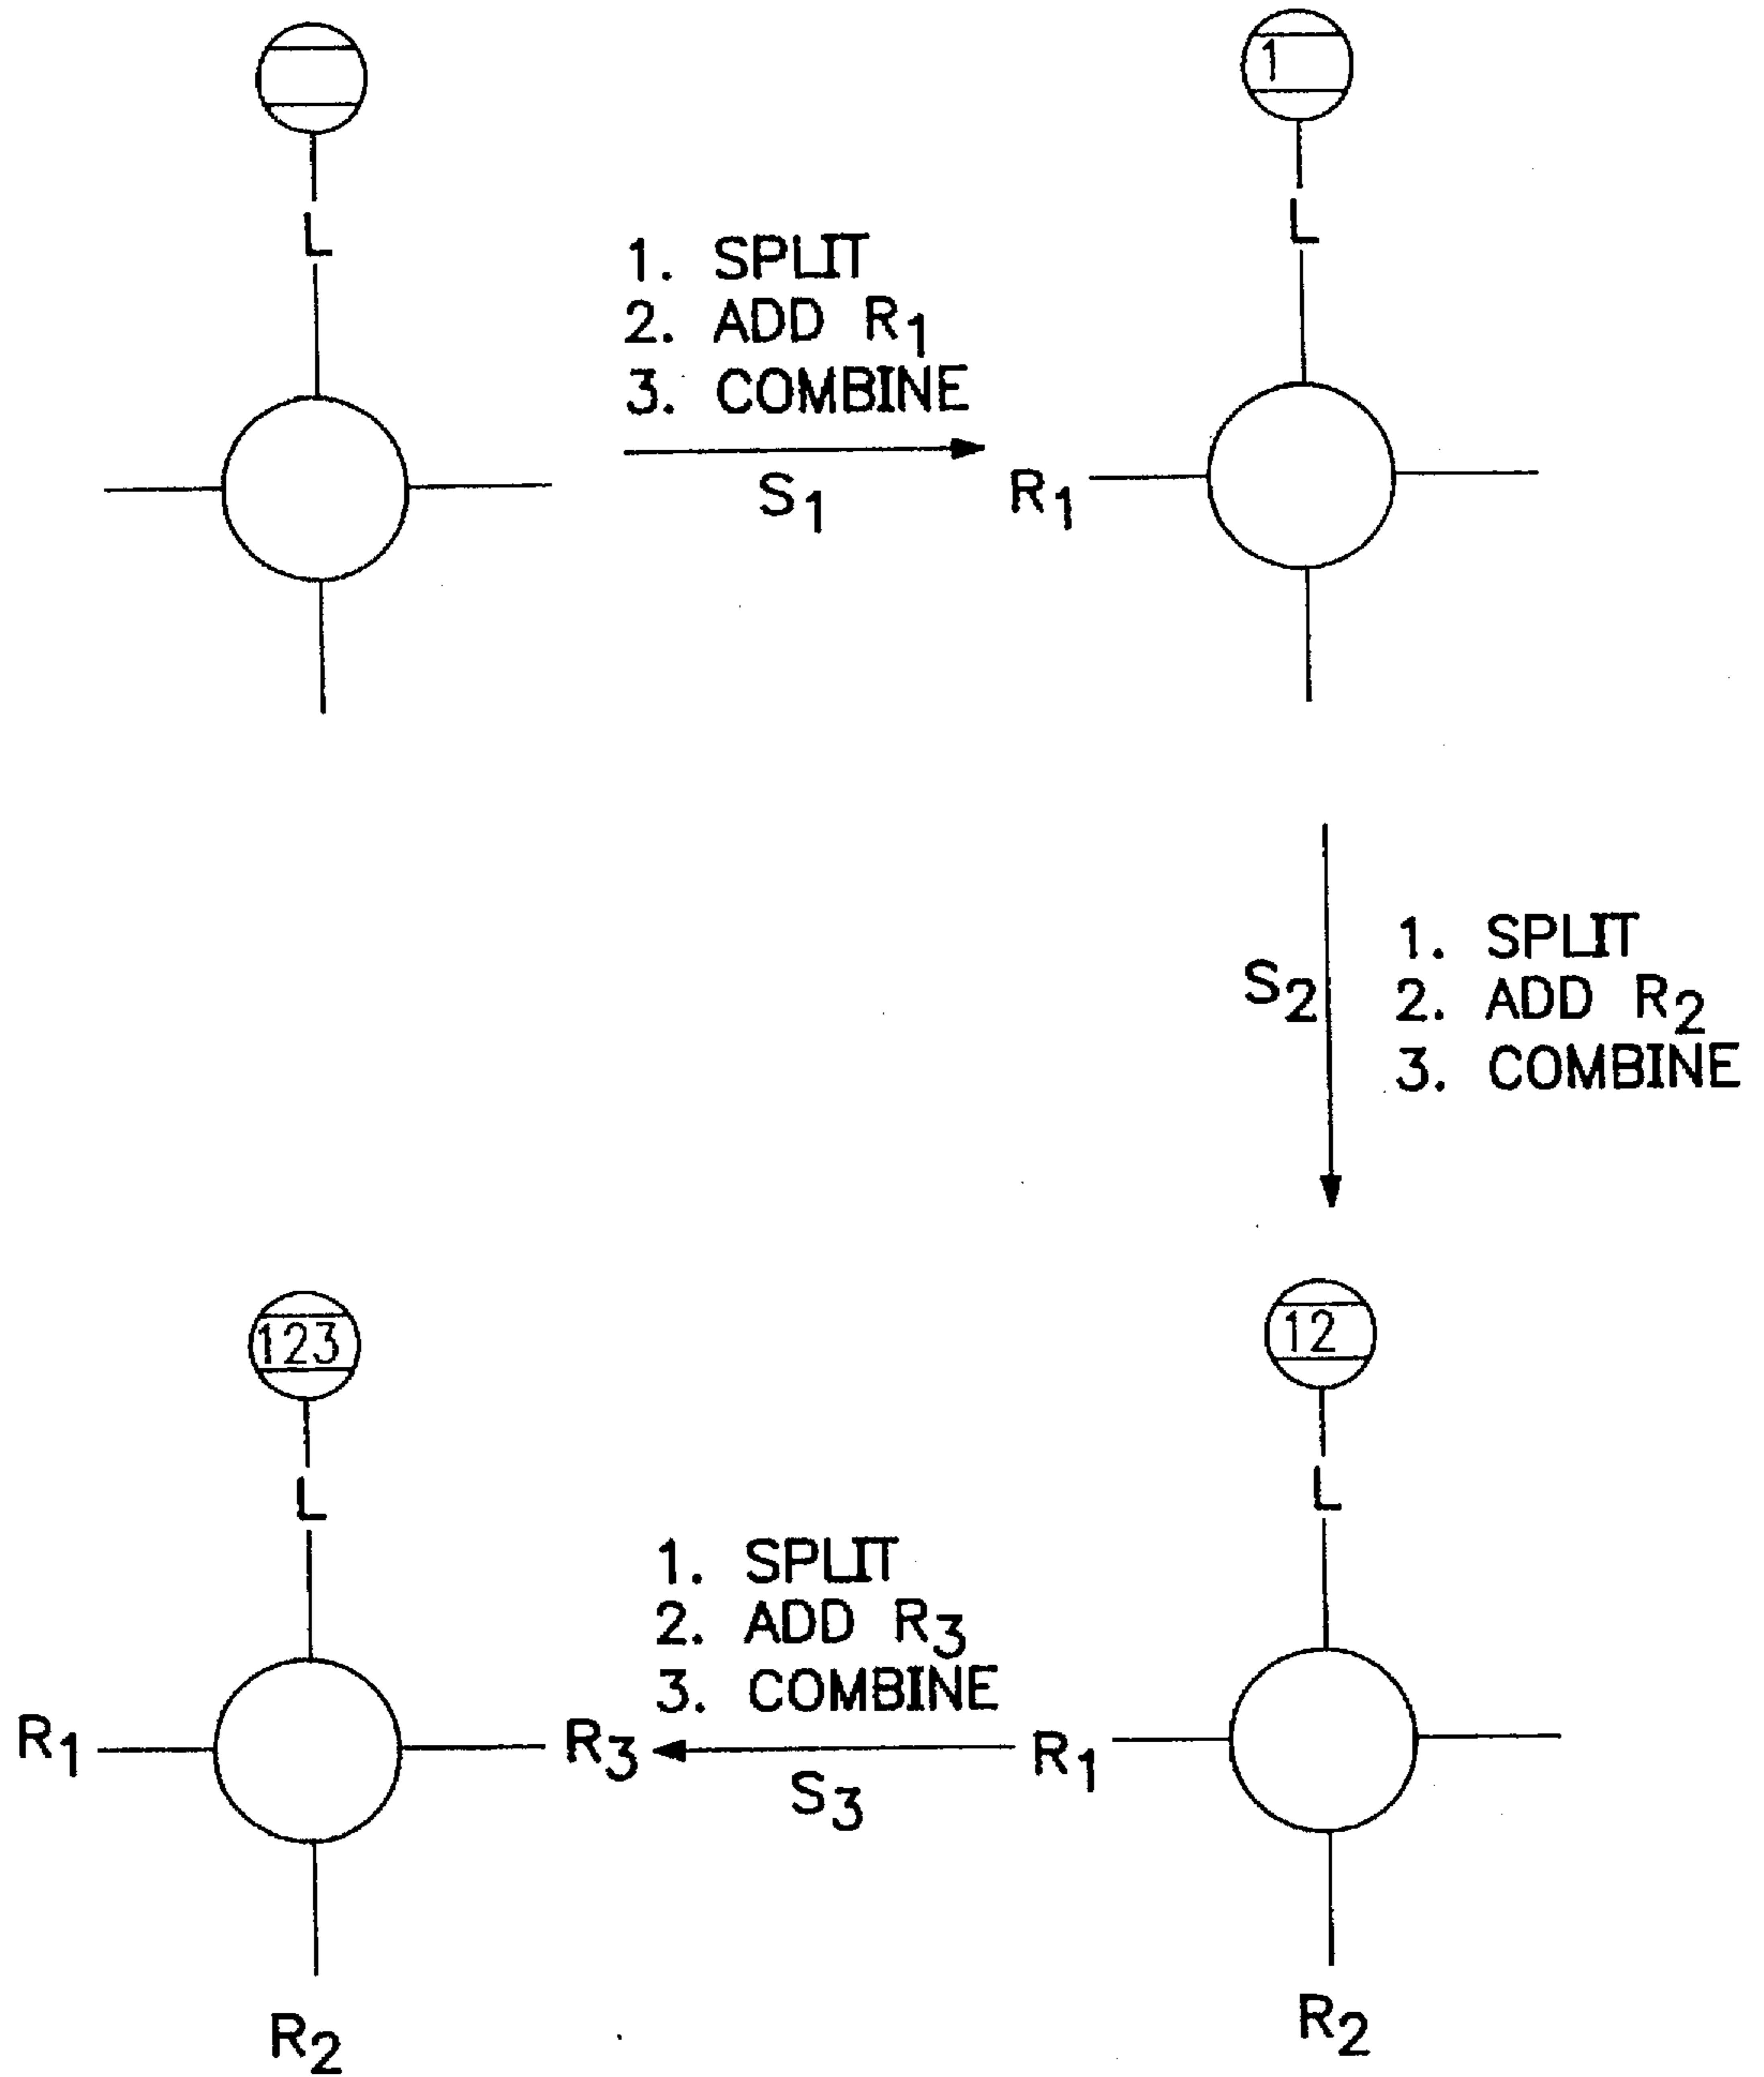 1
L
L
1. SPLIT
2. ADD R1
3. COMBINE
S1
R1
1. SPLIT
2. ADD R2
3. COMBINE
S2
123
12
L
L
1. SPLIT
2. ADD R3
3. COMBINE
R1
R3
S3
R1
R2
R2